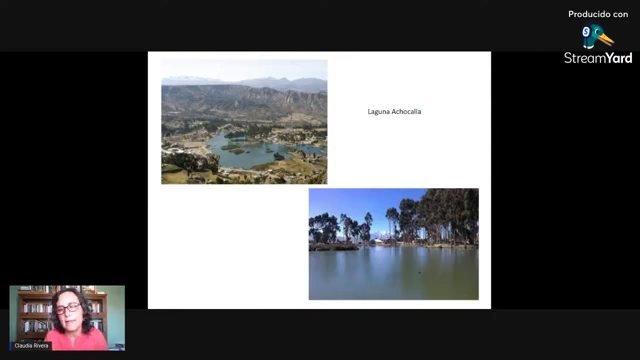 Producido con
StreamYard
Laguna Achocalla
Claudia Rivera